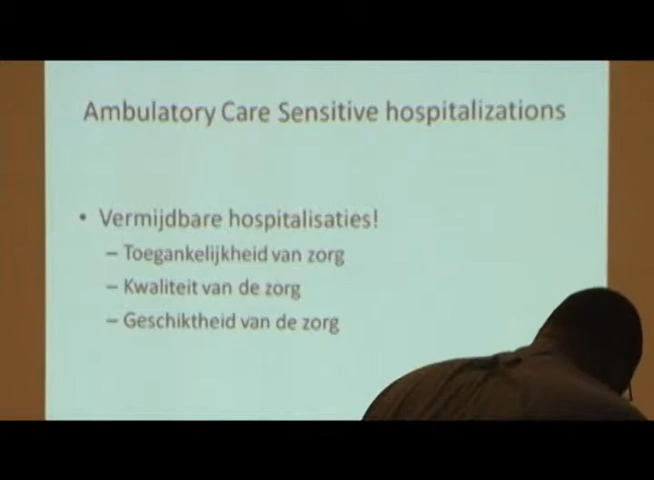 Ambulatory Care Sensitive hospitalizations
• Vermijdbare hospitalisaties!
– Toegankelijkheid van zorg
– Kwaliteit van de zorg
– Geschiktheid van de zorg